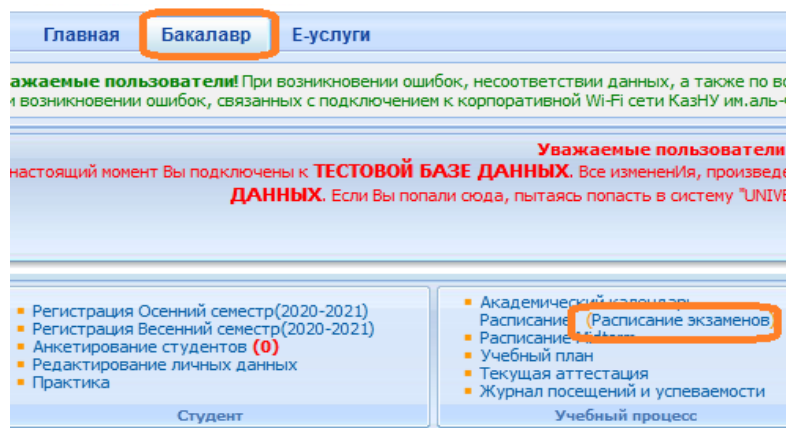 Главная Бакалавр Е-услуги
ажаемые пользователи! При возникновении ошибок, несоответствии данных, а также по во
и возникновении ошибок, связанных с подключением к корпоративной Wi-Fi сети КазНУ им.аль-
Уважаемые пользователи
настоящий момент Вы подключены к ТЕСТОВОЙ БАЗЕ ДАННЫХ. Все измененИя, произведе
ДАННЫХ. Если Вы попали сюда, пытаясь попасть в систему "UNIVE
Регистрация Осенний семестр(2020-2021)
Регистрация Весенний семестр(2020-2021)
Анкетирование студентов (0)
Редактирование личных данных
Практика
Студент
Академический календарь
Расписание (Расписание экзаменов)
Расписание Midterm
Учебный план
Текущая аттестация
Журнал посещений и успеваемости
Учебный процесс